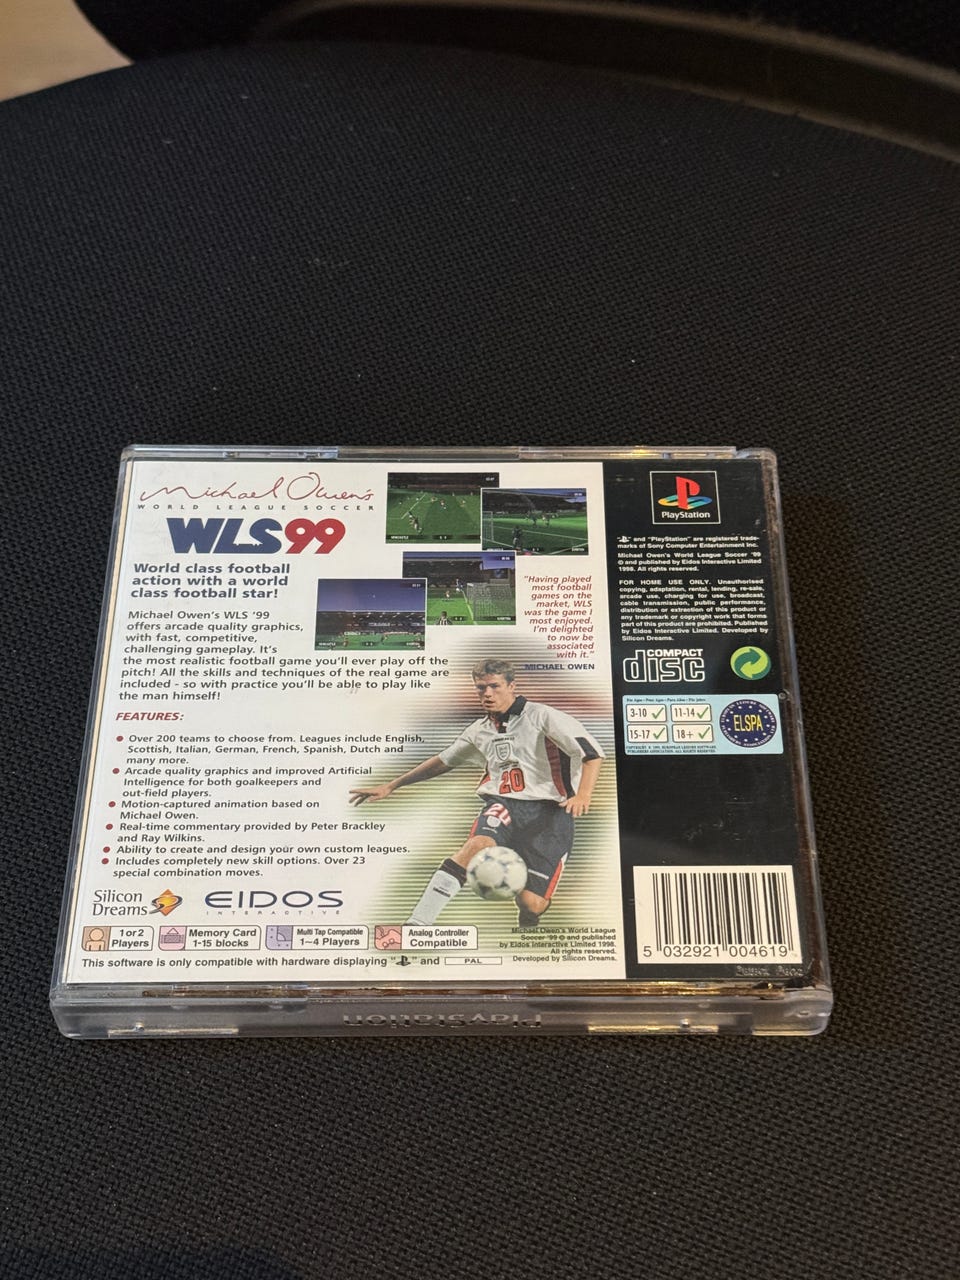 Michael Owen's
WORLD LEAGUE SOCCER
WLS99
World class football
action with a world
class football star!
Michael Owen's WLS '99
offers arcade quality graphics,
with fast, competitive,
challenging gameplay. It's
the most realistic football game you'll ever play off the
pitch! All the skills and techniques of the real game are
included - so with practice you'll be able to play like
the man himself!
"Having played
most football
games on the
market, WLS
was the game I
most enjoyed.
I'm delighted
to now be
associated
with it."
MICHAEL OWEN
FEATURES:
Over 200 teams to choose from. Leagues include English,
Scottish, Italian, German, French, Spanish, Dutch and
many more.
Arcade quality graphics and improved Artificial
Intelligence for both goalkeepers and
out-field players.
Motion-captured animation based on
Michael Owen.
Real-time commentary provided by Peter Brackley
and Ray Wilkins.
Ability to create and design your own custom leagues.
Includes completely new skill options. Over 23
special combination moves.
20
Silicon
Dreams
EIDOS
INTERACTIVE
1 or 2
Players
Memory Card
1-15 blocks
Multi Tap Compatible
1~4 Players
Analog Controller
Compatible
This software is only compatible with hardware displaying " " and PAL
Michael Owen's World League
Soccer '99 © and published
by Eidos Interactive Limited 1998.
All rights reserved.
Developed by Silicon Dreams.
PlayStation
" " and "PlayStation" are registered trade-
marks of Sony Computer Entertainment Inc.
Michael Owen's World League Soccer '99
© and published by Eidos Interactive Limited
1998. All rights reserved.
FOR HOME USE ONLY. Unauthorised
copying, adaptation, rental, lending, re-sale,
arcade use, charging for use, broadcast,
cable transmission, public performance,
distribution or extraction of this product or
any trademark or copyright work that forms
part of this product are prohibited. Published
by Eidos Interactive Limited. Developed by
Silicon Dreams.
COMPACT
disc
3-10 11-14
15-17 18+
ELSPA
5 032921 004619
PlayStation